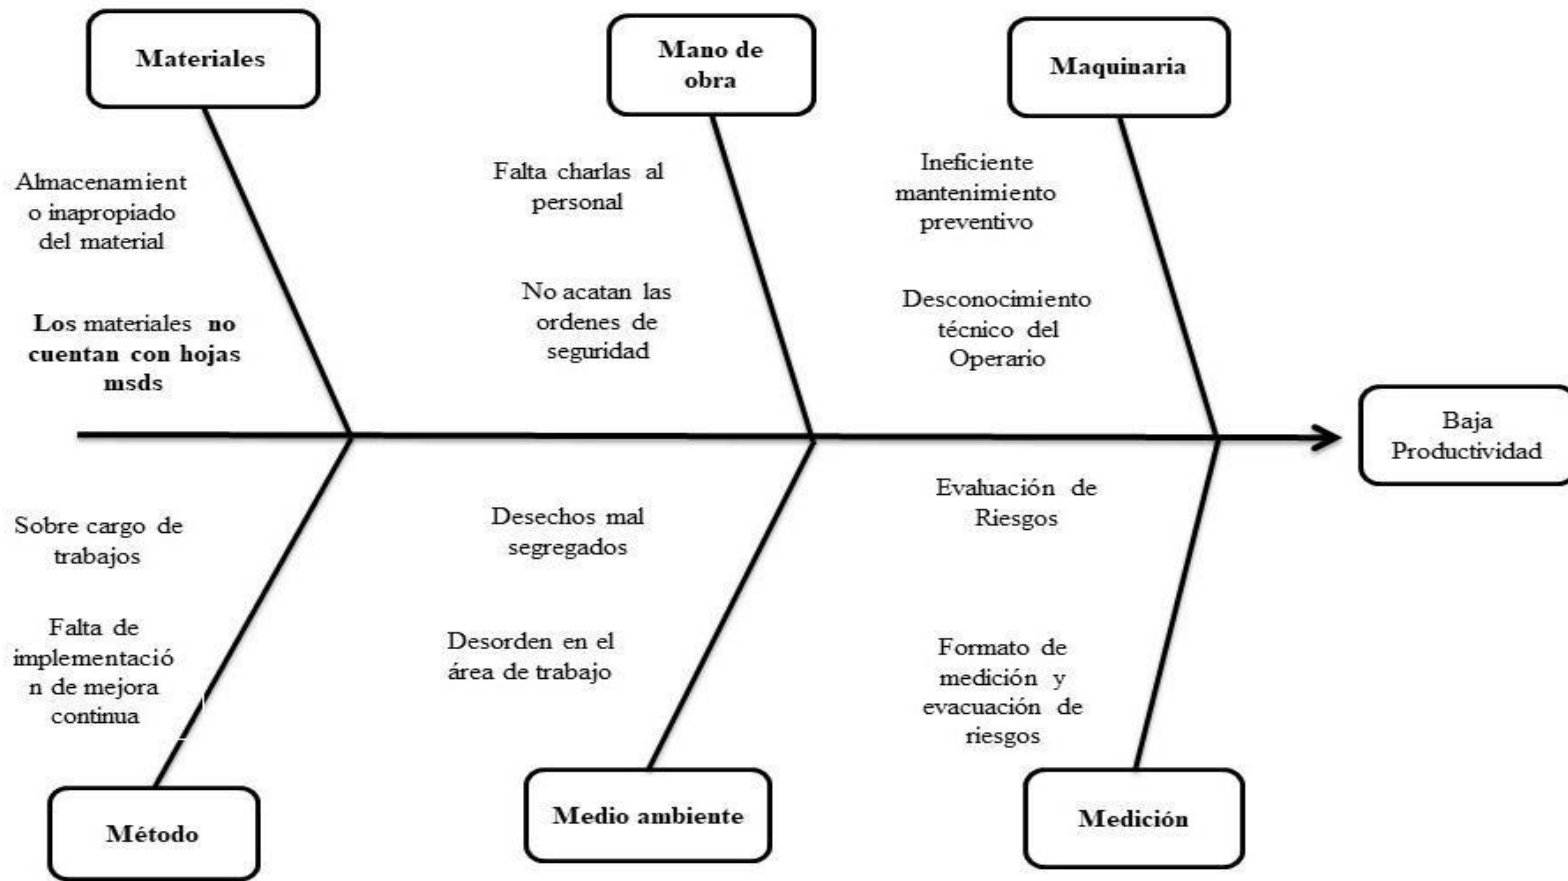 Materiales
Mano de
obra
Maquinaria
Almacenamient
o inapropiado
del material
Los materiales no
cuentan con hojas
msds
Falta charlas al
personal
No acatan las
ordenes de
seguridad
Ineficiente
mantenimiento
preventivo
Desconocimiento
técnico del
Operario
Baja
Productividad
Sobre cargo de
trabajos
Falta de
implementació
n de mejora
continua
Desechos mal
segregados
Desorden en el
área de trabajo
Evaluación de
Riesgos
Formato de
medición y
evacuación de
riesgos
Método
Medio ambiente
Medición